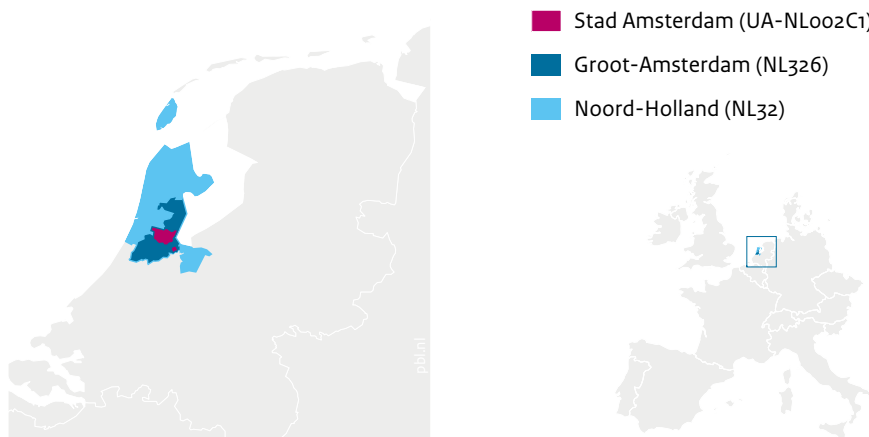 Stad Amsterdam (UA-NL002C1)
Groot-Amsterdam (NL326)
Noord-Holland (NL32)
pbl.nl